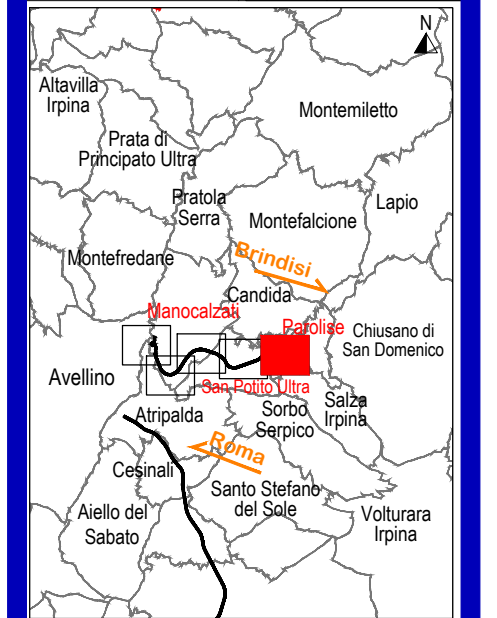 N
Altavilla
Irpina
Montemiletto
Prata di
Principato Ultra
Pratola
Serra
Lapio
Montefalcione
Montefredane
Brindisi
Candida
Manocalzati
Parolise
Chiusano di
San Domenico
Avellino
San Potito Ultra
Salza
Irpina
Atripalda
Sorbo
Serpico
Roma
Cesinali
Santo Stefano
del Sole
Aiello del
Sabato
Volturara
Irpina